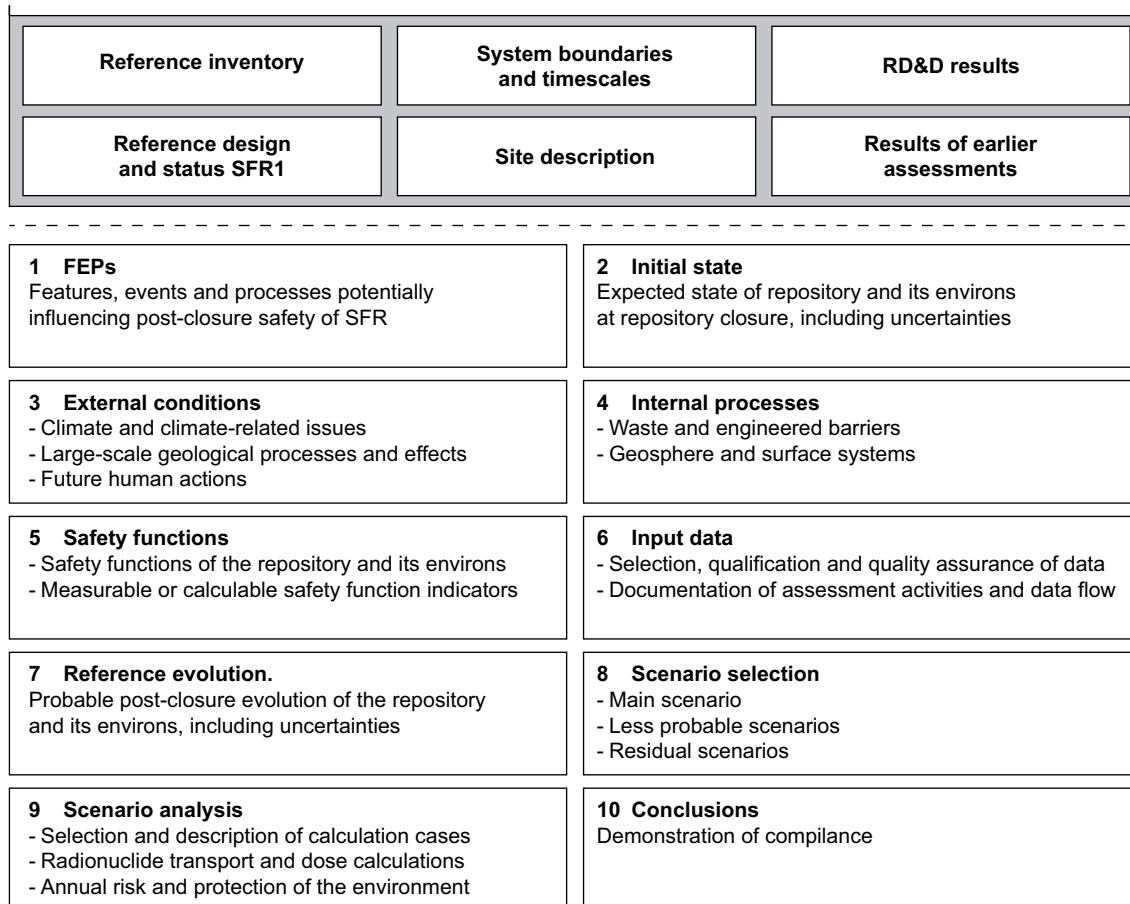 Reference inventory
System boundaries
and timescales
RD&D results
Reference design
and status SFR1
Site description
Results of earlier
assessments
1 FEPs
Features, events and processes potentially
influencing post-closure safety of SFR
2 Initial state
Expected state of repository and its environs
at repository closure, including uncertainties
3 External conditions
- Climate and climate-related issues
- Large-scale geological processes and effects
- Future human actions
4 Internal processes
- Waste and engineered barriers
- Geosphere and surface systems
5 Safety functions
- Safety functions of the repository and its environs
- Measurable or calculable safety function indicators
6 Input data
- Selection, qualification and quality assurance of data
- Documentation of assessment activities and data flow
7 Reference evolution.
Probable post-closure evolution of the repository
and its environs, including uncertainties
8 Scenario selection
- Main scenario
- Less probable scenarios
- Residual scenarios
9 Scenario analysis
- Selection and description of calculation cases
- Radionuclide transport and dose calculations
- Annual risk and protection of the environment
10 Conclusions
Demonstration of compilance